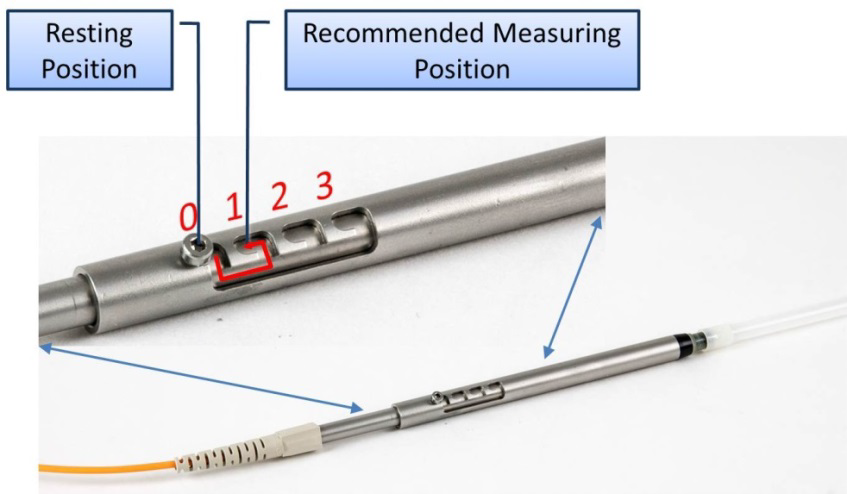 Resting
Position
Recommended Measuring
Position
0 1 2 3